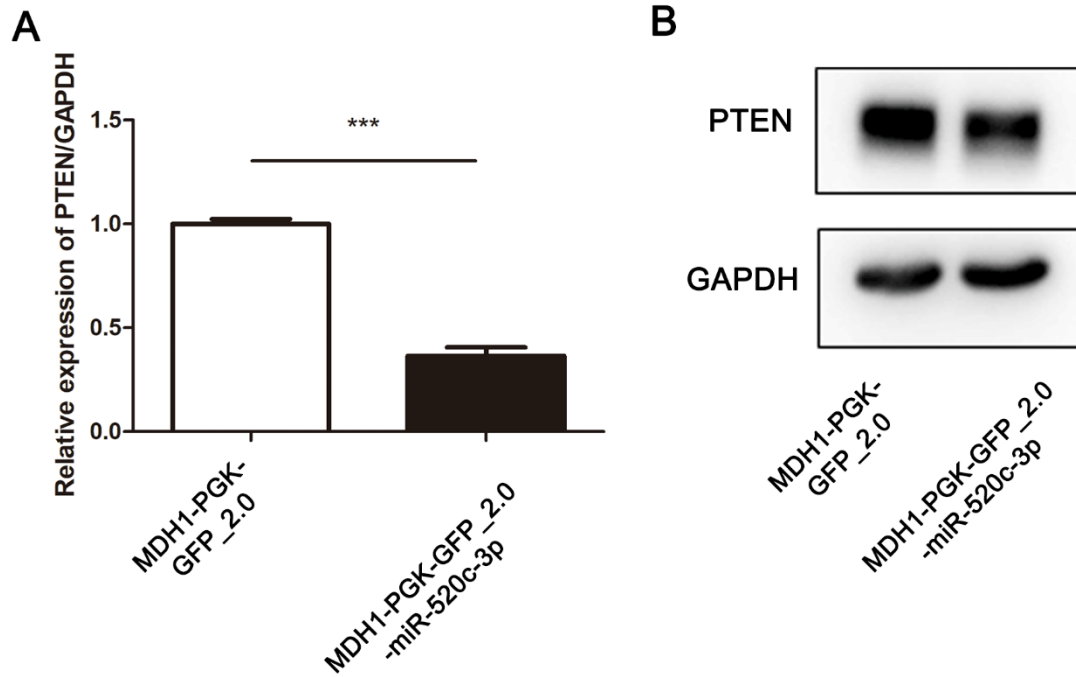 A
Relative expression of PTEN/GAPDH
1.5
1.0
0.5
0.0
***
MDH1-PGK-
GFP_2.0
MDH1-PGK-GFP_2.0
-miR-520c-3p
B
PTEN
GAPDH
MDH1-PGK-
GFP_2.0
MDH1-PGK-GFP_2.0
-miR-520c-3p